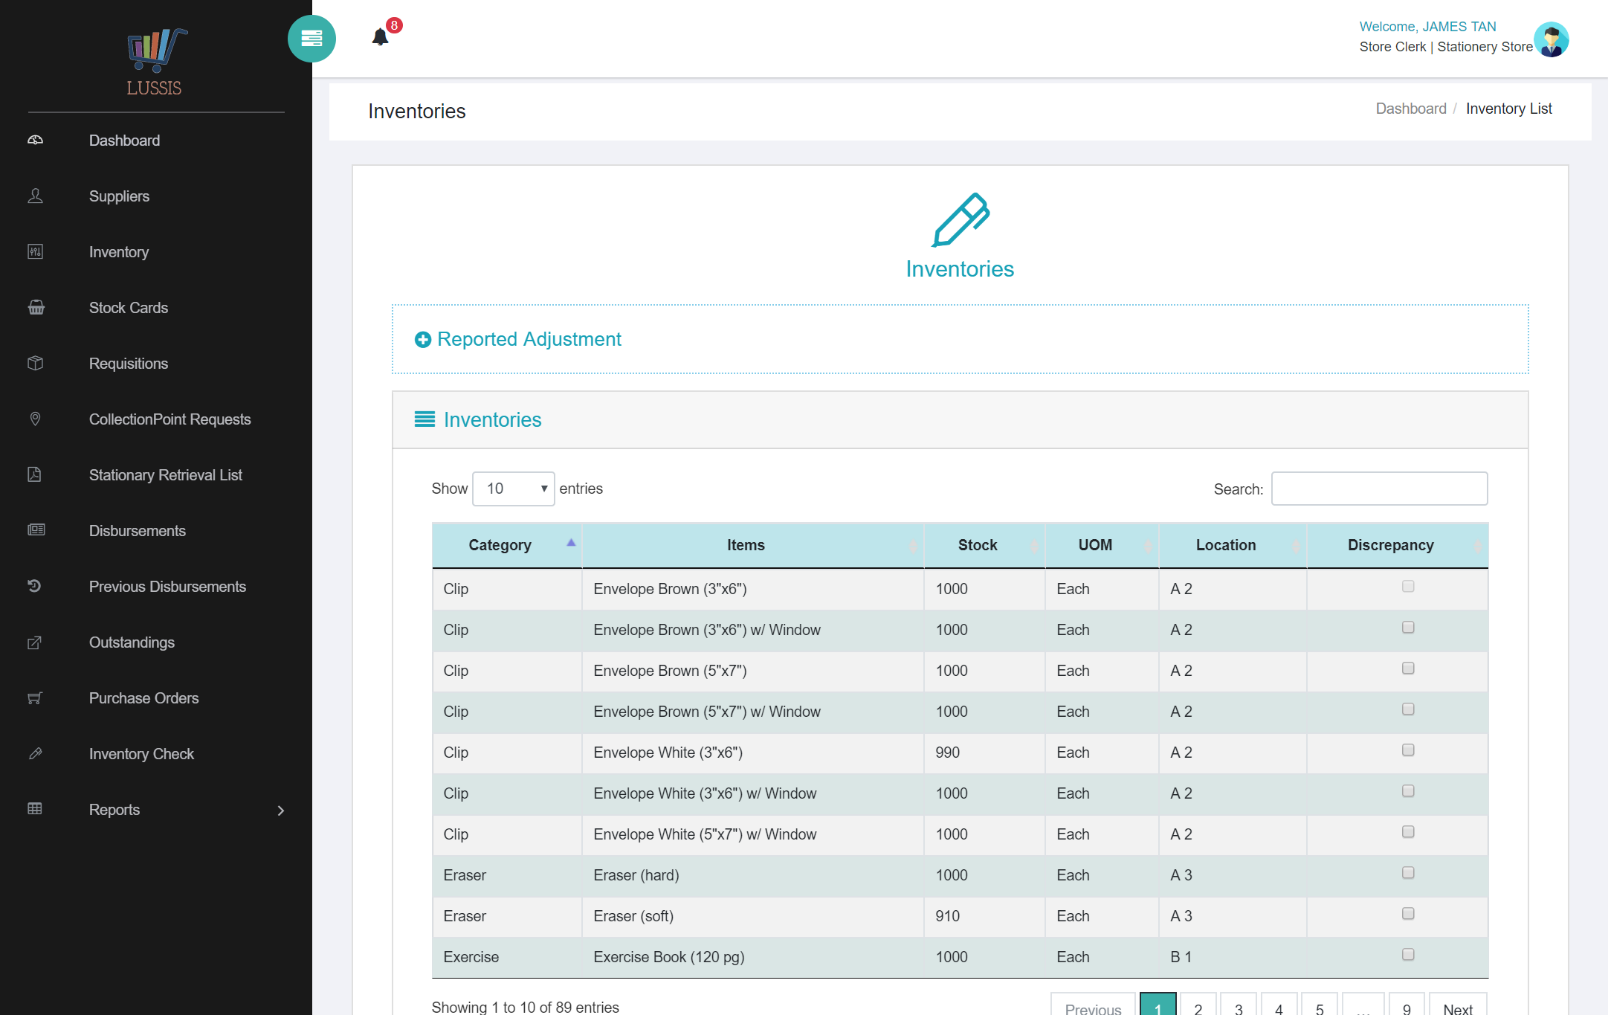 LUSSIS
8
Welcome, JAMES TAN
Store Clerk | Stationery Store
Inventories
Dashboard / Inventory List
Dashboard
Suppliers
Inventory
Stock Cards
Requisitions
CollectionPoint Requests
Stationary Retrieval List
Disbursements
Previous Disbursements
Outstandings
Purchase Orders
Inventory Check
Reports
Inventories
Reported Adjustment
Inventories
Show 10 entries
Search:
Category Items Stock UOM Location Discrepancy
Clip Envelope Brown (3"x6") 1000 Each A 2
Clip Envelope Brown (3"x6") w/ Window 1000 Each A 2
Clip Envelope Brown (5"x7") 1000 Each A 2
Clip Envelope Brown (5"x7") w/ Window 1000 Each A 2
Clip Envelope White (3"x6") 990 Each A 2
Clip Envelope White (3"x6") w/ Window 1000 Each A 2
Clip Envelope White (5"x7") w/ Window 1000 Each A 2
Eraser Eraser (hard) 1000 Each A 3
Eraser Eraser (soft) 910 Each A 3
Exercise Exercise Book (120 pg) 1000 Each B 1
Showing 1 to 10 of 89 entries
Previous 1 2 3 4 5 … 9 Next